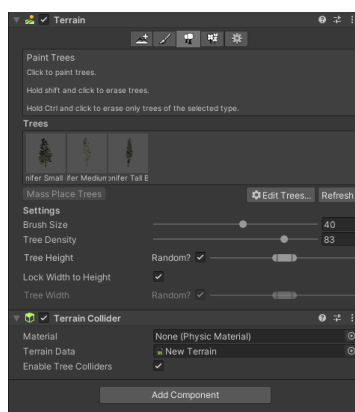 Terrain
Paint Trees
Click to paint trees.
Hold shift and click to erase trees.
Hold Ctrl and click to erase only trees of the selected type.
Trees
nifer Small ifer Medium onifer Tall B
Mass Place Trees Edit Trees... Refresh
Settings
Brush Size 40
Tree Density 83
Tree Height Random?
Lock Width to Height
Tree Width Random?
Terrain Collider
Material None (Physic Material)
Terrain Data New Terrain
Enable Tree Colliders
Add Component